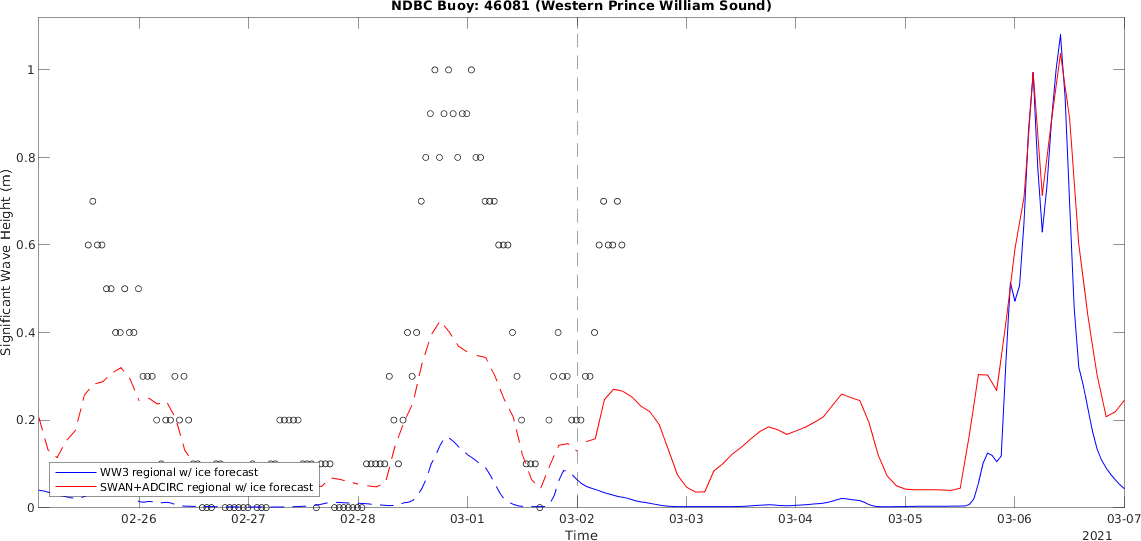 NDBC Buoy: 46081 (Western Prince William Sound)
Significant Wave Height (m)
1
0.8
0.6
0.4
0.2
0
WW3 regional w/ ice forecast
SWAN+ADCIRC regional w/ ice forecast
02-26 02-27 02-28 03-01 03-02 03-03 03-04 03-05 03-06 03-07
Time
2021